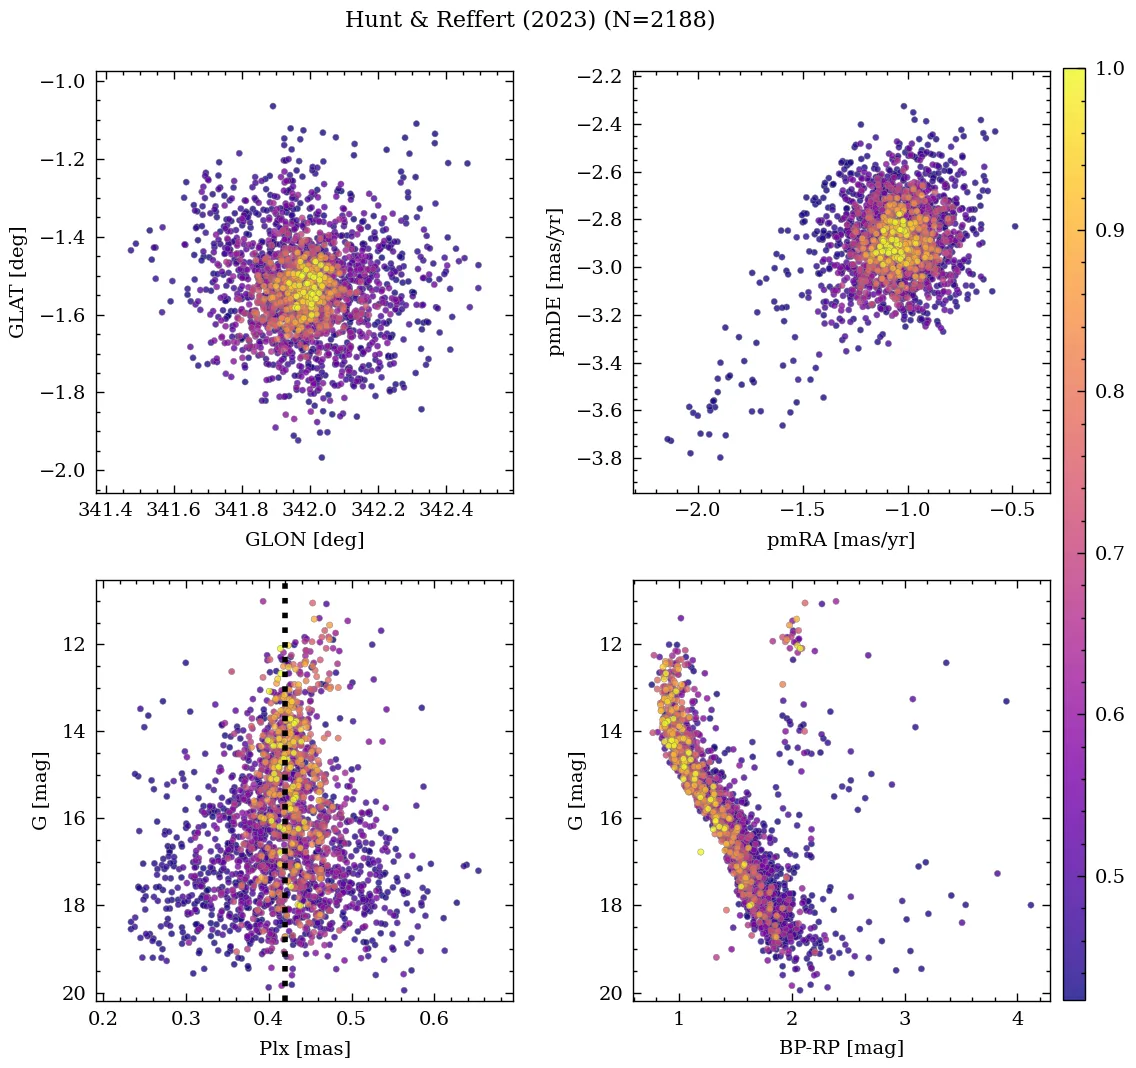 Hunt & Reffert (2023) (N=2188)
−1.0
−1.2
−1.4
−1.6
−1.8
−2.0
GLAT [deg]
341.4 341.6 341.8 342.0 342.2 342.4
GLON [deg]
−2.2
−2.4
−2.6
−2.8
−3.0
−3.2
−3.4
−3.6
−3.8
pmDE [mas/yr]
−2.0 −1.5 −1.0 −0.5
pmRA [mas/yr]
12
14
16
18
20
G [mag]
0.2 0.3 0.4 0.5 0.6
Plx [mas]
12
14
16
18
20
G [mag]
1 2 3 4
BP-RP [mag]
1.0
0.9
0.8
0.7
0.6
0.5